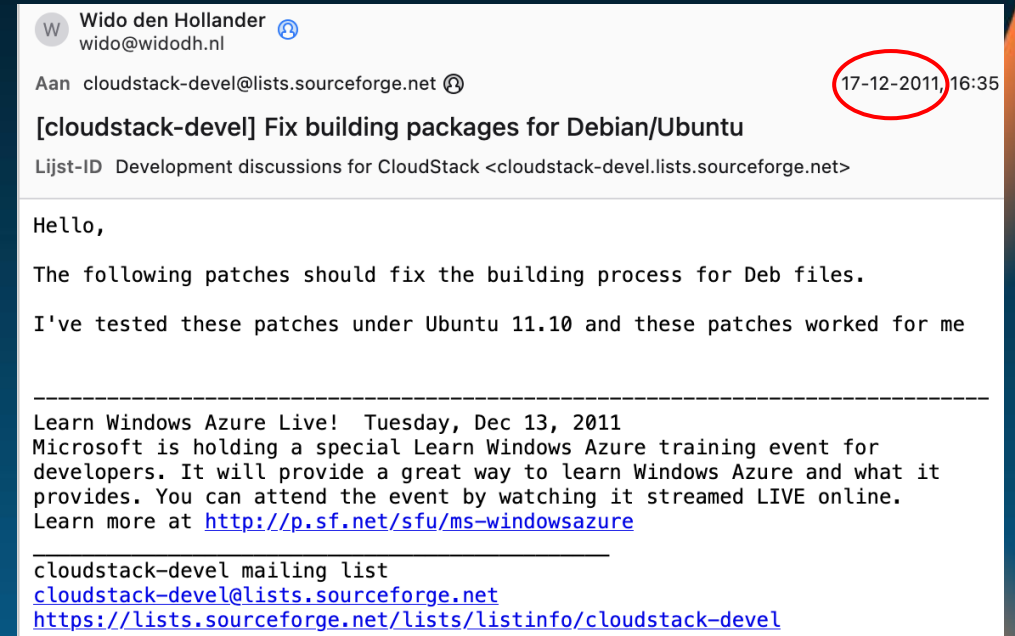 W
Wido den Hollander
wido@widodh.nl
Aan cloudstack-devel@lists.sourceforge.net
17-12-2011, 16:35
[cloudstack-devel] Fix building packages for Debian/Ubuntu
Lijst-ID Development discussions for CloudStack <cloudstack-devel.lists.sourceforge.net>
Hello,
The following patches should fix the building process for Deb files.
I've tested these patches under Ubuntu 11.10 and these patches worked for me
------------------------------------------------------------------------------
Learn Windows Azure Live!  Tuesday, Dec 13, 2011
Microsoft is holding a special Learn Windows Azure training event for
developers. It will provide a great way to learn Windows Azure and what it
provides. You can attend the event by watching it streamed LIVE online.
Learn more at http://p.sf.net/sfu/ms-windowsazure
_______________________________________________
cloudstack-devel mailing list
cloudstack-devel@lists.sourceforge.net
https://lists.sourceforge.net/lists/listinfo/cloudstack-devel